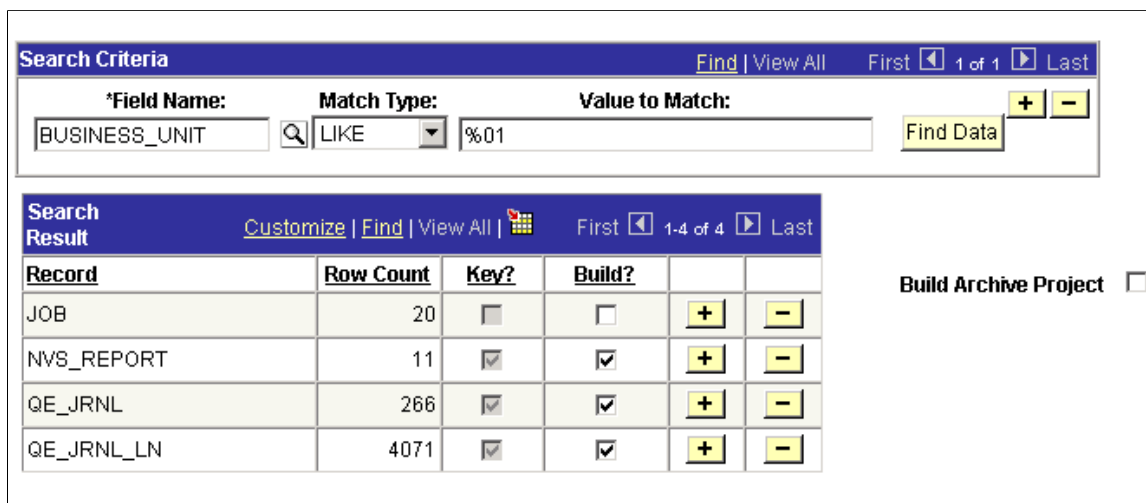 Search Criteria Find | View All First 1 of 1 Last
*Field Name: Match Type: Value to Match:
BUSINESS_UNIT LIKE %01 Find Data + −
Search Result Customize | Find | View All | First 1-4 of 4 Last
Record Row Count Key? Build?
JOB 20 + −
NVS_REPORT 11 + −
QE_JRNL 266 + −
QE_JRNL_LN 4071 + −
Build Archive Project